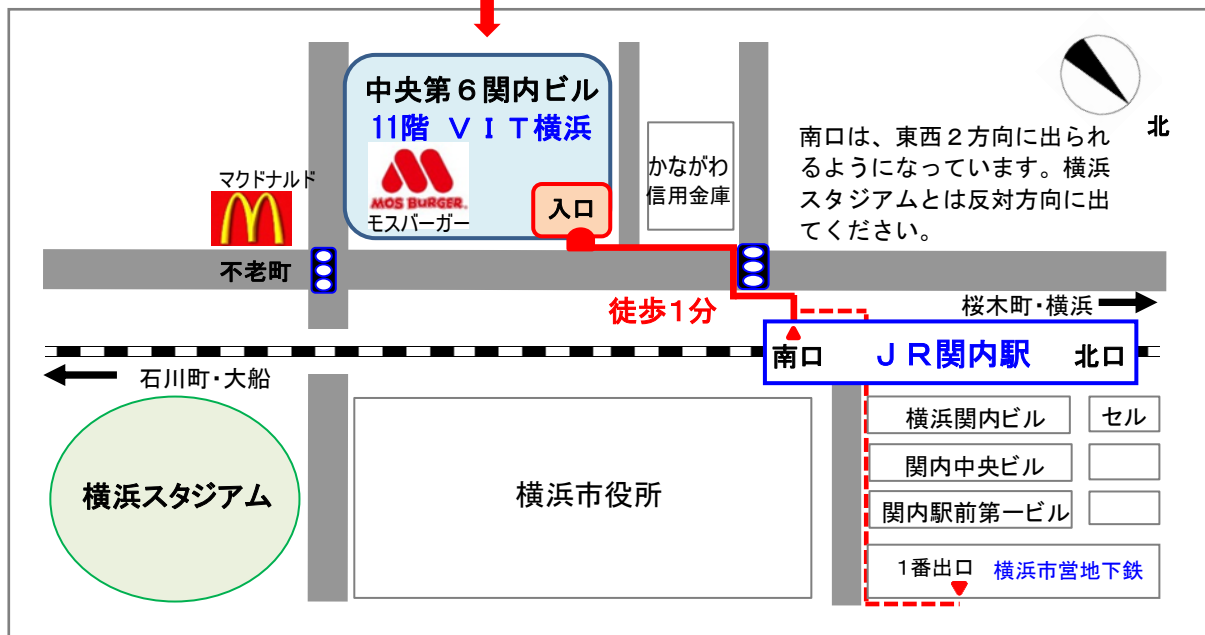 中央第６関内ビル
11階 ＶＩＴ横浜
MOS BURGER
モスバーガー
入口
マクドナルド
不老町
かながわ
信用金庫
北
南口は、東西２方向に出られ
るようになっています。横浜
スタジアムとは反対方向に出
てください。
徒歩１分
桜木町・横浜
南口
ＪＲ関内駅
北口
石川町・大船
横浜スタジアム
横浜市役所
横浜関内ビル
セル
関内中央ビル
関内駅前第一ビル
１番出口
横浜市営地下鉄